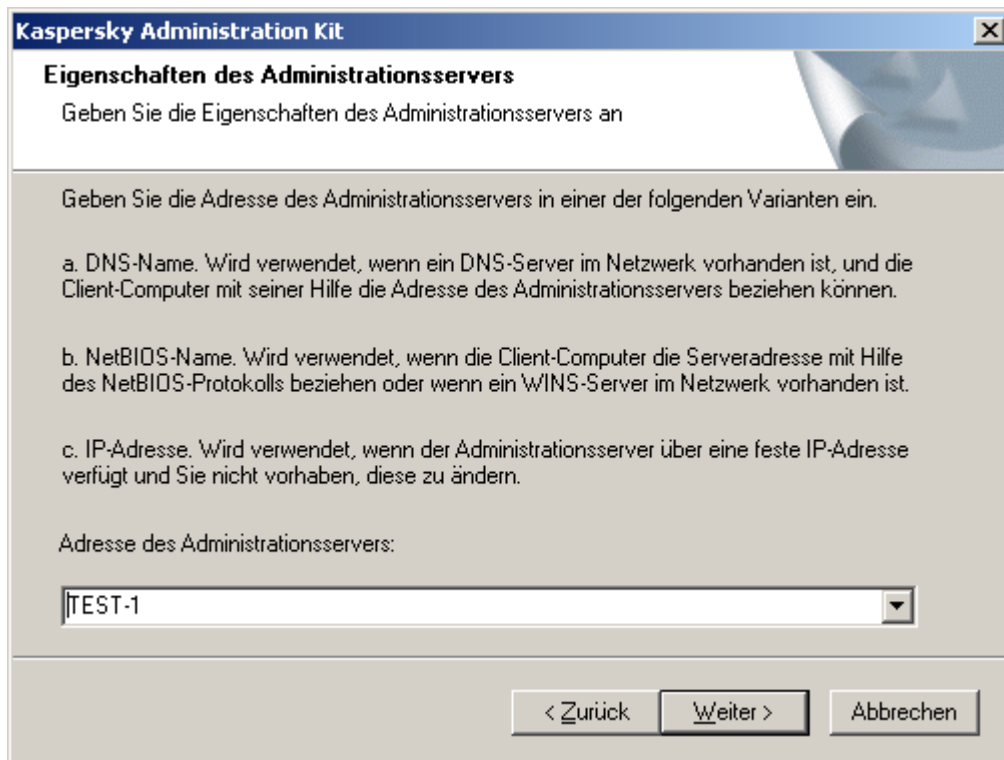 Kaspersky Administration Kit
Eigenschaften des Administrationsservers
Geben Sie die Eigenschaften des Administrationsservers an
Geben Sie die Adresse des Administrationsservers in einer der folgenden Varianten ein.
a. DNS-Name. Wird verwendet, wenn ein DNS-Server im Netzwerk vorhanden ist, und die
Client-Computer mit seiner Hilfe die Adresse des Administrationsservers beziehen können.
b. NetBIOS-Name. Wird verwendet, wenn die Client-Computer die Serveradresse mit Hilfe
des NetBIOS-Protokolls beziehen oder wenn ein WINS-Server im Netzwerk vorhanden ist.
c. IP-Adresse. Wird verwendet, wenn der Administrationsserver über eine feste IP-Adresse
verfügt und Sie nicht vorhaben, diese zu ändern.
Adresse des Administrationsservers:
TEST-1
< Zurück
Weiter >
Abbrechen